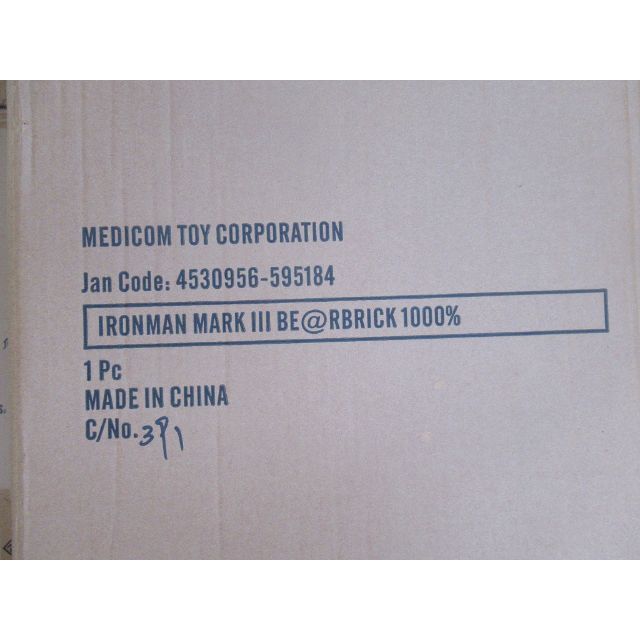 MEDICOM TOY CORPORATION
Jan Code: 4530956-595184
IRONMAN MARK III BE@RBRICK 1000%
1 Pc
MADE IN CHINA
C/No. 391